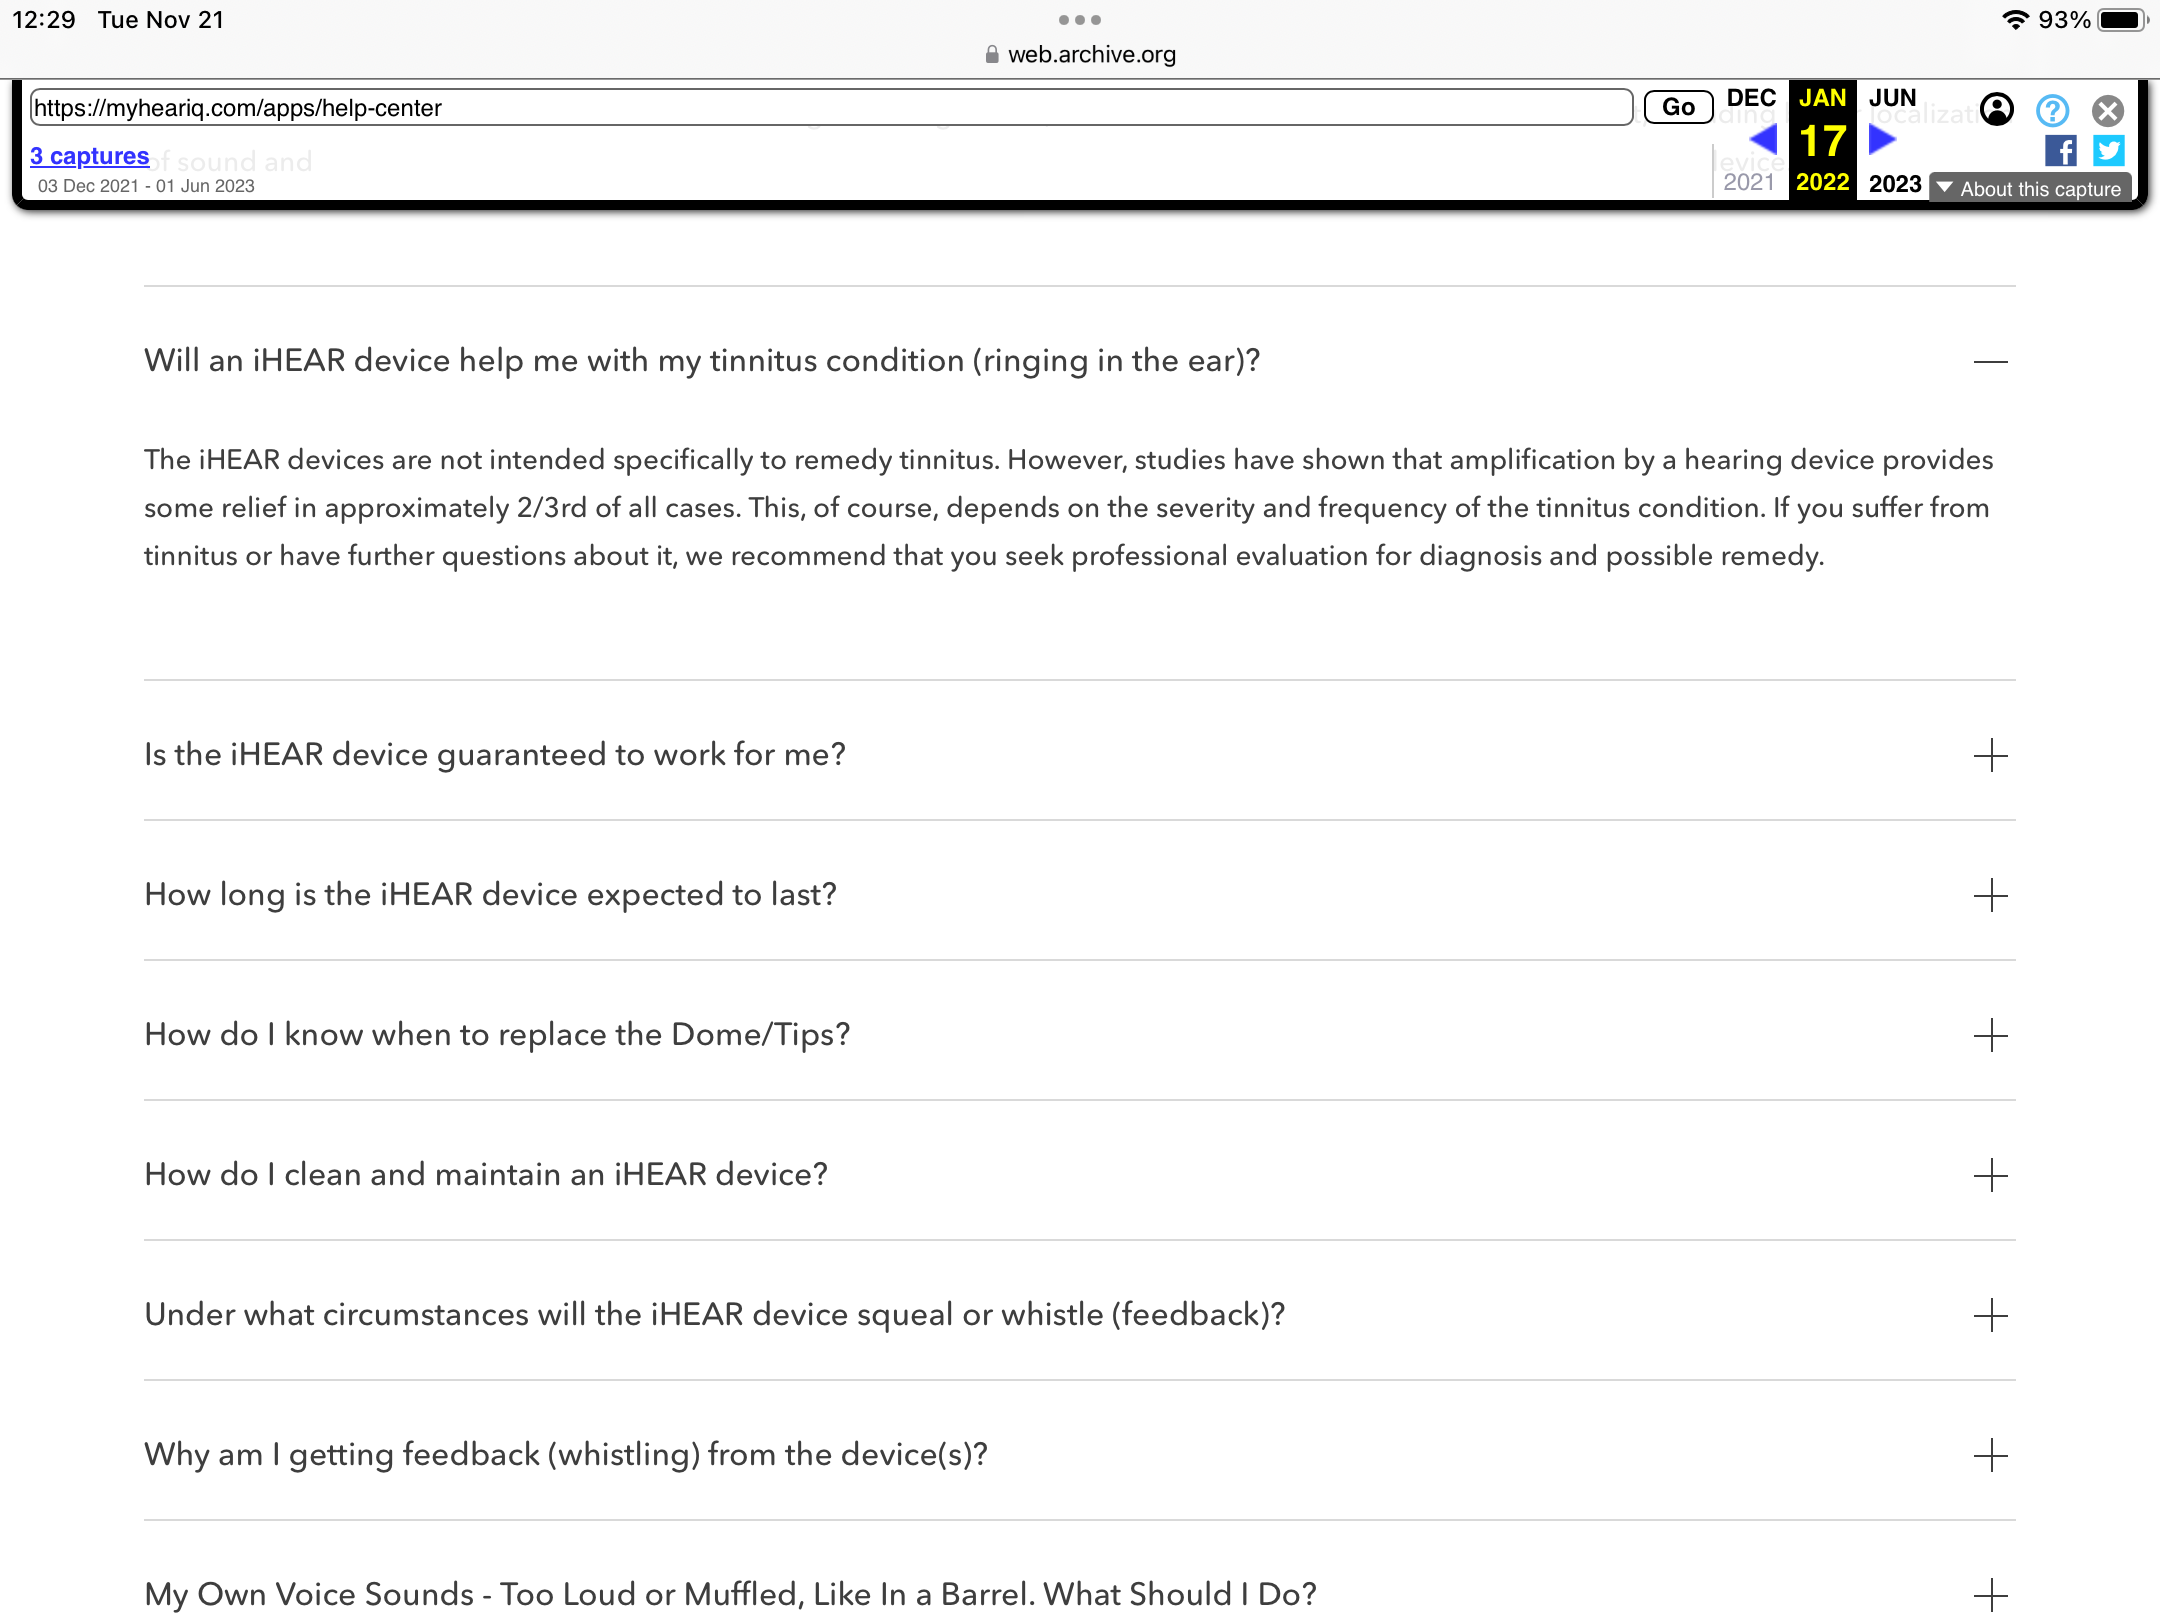 12:29 Tue Nov 21
93%
web.archive.org
https://myheariq.com/apps/help-center
Go
DEC
JAN
JUN
3 captures
of sound and
17
03 Dec 2021 - 01 Jun 2023
2021
2022
2023
About this capture
Will an iHEAR device help me with my tinnitus condition (ringing in the ear)?
The iHEAR devices are not intended specifically to remedy tinnitus. However, studies have shown that amplification by a hearing device provides
some relief in approximately 2/3rd of all cases. This, of course, depends on the severity and frequency of the tinnitus condition. If you suffer from
tinnitus or have further questions about it, we recommend that you seek professional evaluation for diagnosis and possible remedy.
Is the iHEAR device guaranteed to work for me?
How long is the iHEAR device expected to last?
How do I know when to replace the Dome/Tips?
How do I clean and maintain an iHEAR device?
Under what circumstances will the iHEAR device squeal or whistle (feedback)?
Why am I getting feedback (whistling) from the device(s)?
My Own Voice Sounds - Too Loud or Muffled, Like In a Barrel. What Should I Do?